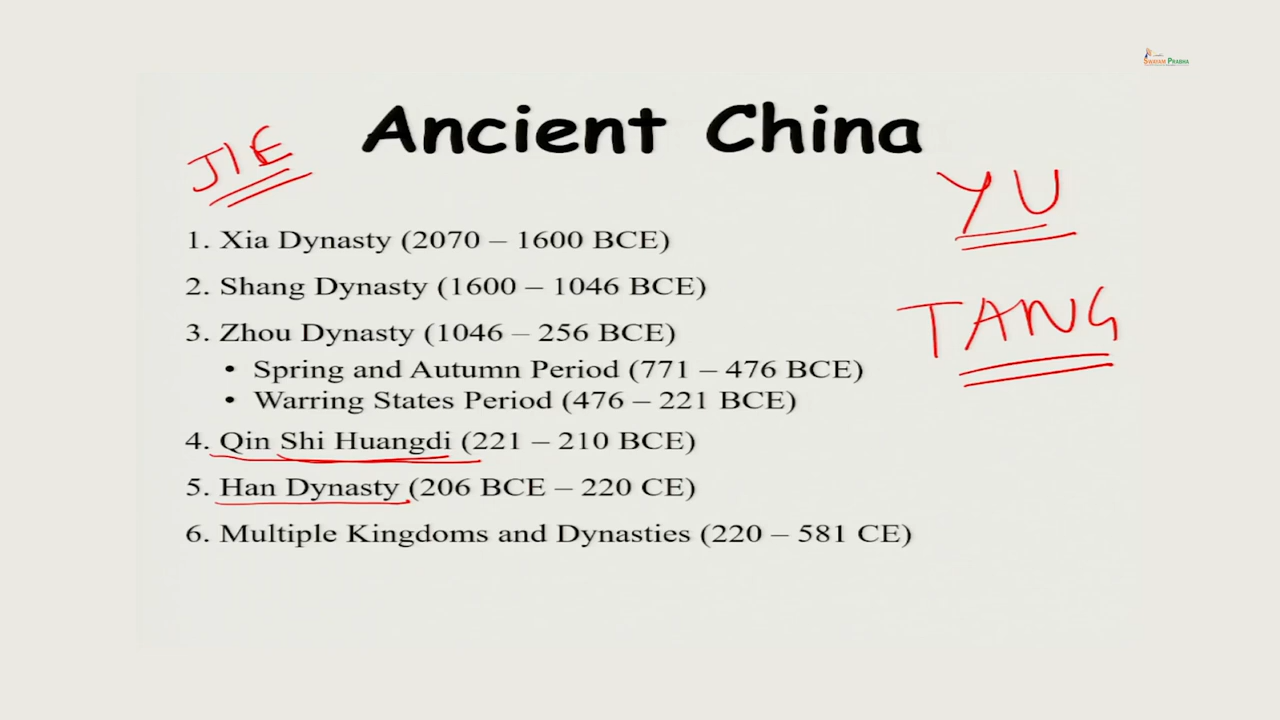 SWAYAM PRABHA
Ancient China
JIE
YU
1. Xia Dynasty (2070 – 1600 BCE)
2. Shang Dynasty (1600 – 1046 BCE)
TANG
3. Zhou Dynasty (1046 – 256 BCE)
• Spring and Autumn Period (771 – 476 BCE)
• Warring States Period (476 – 221 BCE)
4. Qin Shi Huangdi (221 – 210 BCE)
5. Han Dynasty (206 BCE – 220 CE)
6. Multiple Kingdoms and Dynasties (220 – 581 CE)